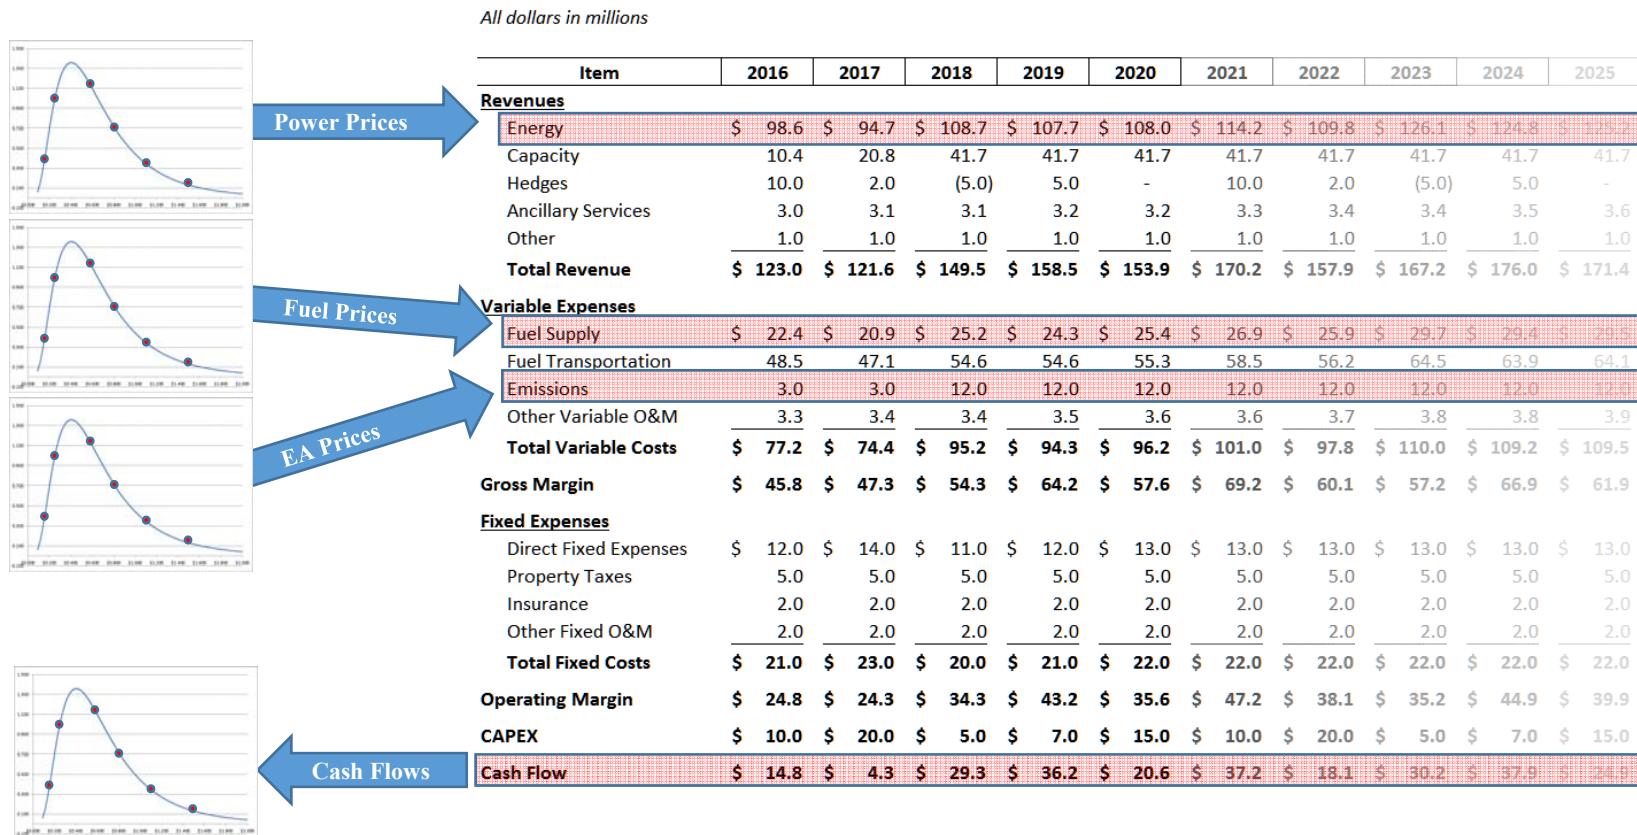 All dollars in millions
Item 2016 2017 2018 2019 2020 2021 2022 2023 2024 2025
Revenues
Power Prices
Energy $ 98.6 $ 94.7 $ 108.7 $ 107.7 $ 108.0 $ 114.2 $ 109.8 $ 126.1 $ 124.8 $ 125.2
Capacity 10.4 20.8 41.7 41.7 41.7 41.7 41.7 41.7 41.7 41.7
Hedges 10.0 2.0 (5.0) 5.0 - 10.0 2.0 (5.0) 5.0 -
Ancillary Services 3.0 3.1 3.1 3.2 3.2 3.3 3.4 3.4 3.5 3.6
Other 1.0 1.0 1.0 1.0 1.0 1.0 1.0 1.0 1.0 1.0
Total Revenue $ 123.0 $ 121.6 $ 149.5 $ 158.5 $ 153.9 $ 170.2 $ 157.9 $ 167.2 $ 176.0 $ 171.4
Fuel Prices
Variable Expenses
Fuel Supply $ 22.4 $ 20.9 $ 25.2 $ 24.3 $ 25.4 $ 26.9 $ 25.9 $ 29.7 $ 29.4 $ 29.5
Fuel Transportation 48.5 47.1 54.6 54.6 55.3 58.5 56.2 64.5 63.9 64.1
Emissions 3.0 3.0 12.0 12.0 12.0 12.0 12.0 12.0 12.0 12.0
Other Variable O&M 3.3 3.4 3.4 3.5 3.6 3.6 3.7 3.8 3.8 3.9
EA Prices
Total Variable Costs $ 77.2 $ 74.4 $ 95.2 $ 94.3 $ 96.2 $ 101.0 $ 97.8 $ 110.0 $ 109.2 $ 109.5
Gross Margin $ 45.8 $ 47.3 $ 54.3 $ 64.2 $ 57.6 $ 69.2 $ 60.1 $ 57.2 $ 66.9 $ 61.9
Fixed Expenses
Direct Fixed Expenses $ 12.0 $ 14.0 $ 11.0 $ 12.0 $ 13.0 $ 13.0 $ 13.0 $ 13.0 $ 13.0 $ 13.0
Property Taxes 5.0 5.0 5.0 5.0 5.0 5.0 5.0 5.0 5.0 5.0
Insurance 2.0 2.0 2.0 2.0 2.0 2.0 2.0 2.0 2.0 2.0
Other Fixed O&M 2.0 2.0 2.0 2.0 2.0 2.0 2.0 2.0 2.0 2.0
Total Fixed Costs $ 21.0 $ 23.0 $ 20.0 $ 21.0 $ 22.0 $ 22.0 $ 22.0 $ 22.0 $ 22.0 $ 22.0
Operating Margin $ 24.8 $ 24.3 $ 34.3 $ 43.2 $ 35.6 $ 47.2 $ 38.1 $ 35.2 $ 44.9 $ 39.9
CAPEX $ 10.0 $ 20.0 $ 5.0 $ 7.0 $ 15.0 $ 10.0 $ 20.0 $ 5.0 $ 7.0 $ 15.0
Cash Flows
Cash Flow $ 14.8 $ 4.3 $ 29.3 $ 36.2 $ 20.6 $ 37.2 $ 18.1 $ 30.2 $ 37.9 $ 24.9